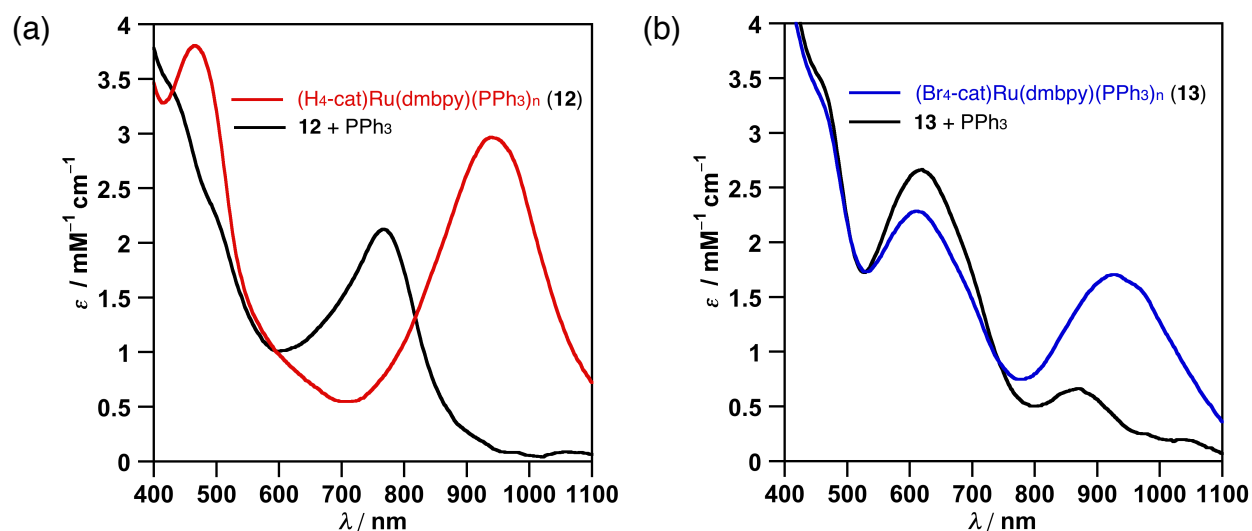 (a)
4
3.5
3
2.5
2
1.5
1
0.5
0
ε / mM⁻¹ cm⁻¹
(H₄-cat)Ru(dmbpy)(PPh₃)ₙ (12)
12 + PPh₃
400 500 600 700 800 900 1000 1100
λ / nm
(b)
4
3.5
3
2.5
2
1.5
1
0.5
0
ε / mM⁻¹ cm⁻¹
(Br₄-cat)Ru(dmbpy)(PPh₃)ₙ (13)
13 + PPh₃
400 500 600 700 800 900 1000 1100
λ / nm